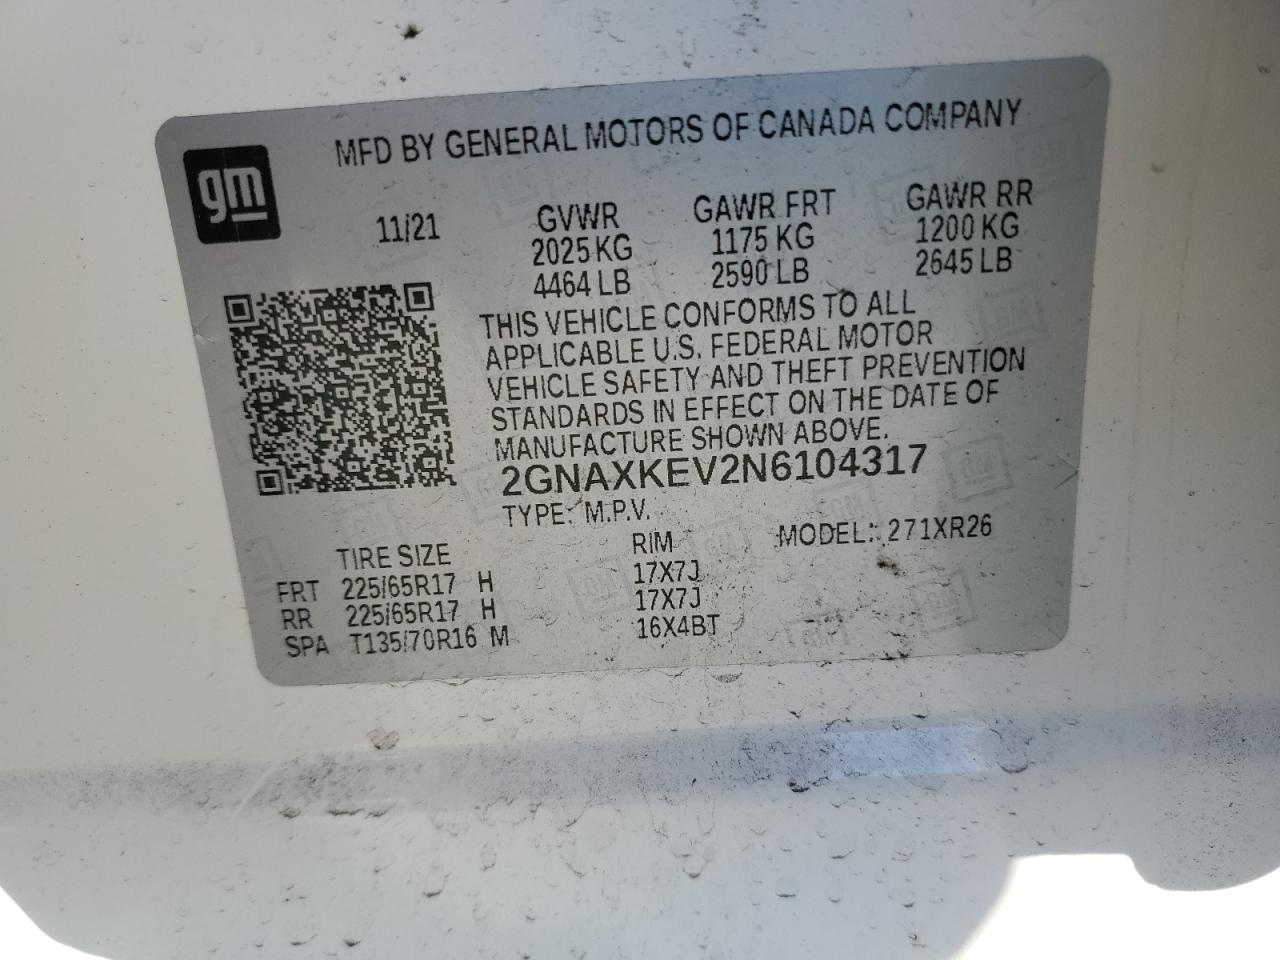 MFD BY GENERAL MOTORS OF CANADA COMPANY
gm
11/21 GVWR GAWR FRT GAWR RR
2025 KG 1175 KG 1200 KG
4464 LB 2590 LB 2645 LB
THIS VEHICLE CONFORMS TO ALL
APPLICABLE U.S. FEDERAL MOTOR
VEHICLE SAFETY AND THEFT PREVENTION
STANDARDS IN EFFECT ON THE DATE OF
MANUFACTURE SHOWN ABOVE.
2GNAXKEV2N6104317
TYPE: M.P.V. MODEL: 271XR26
TIRE SIZE RIM
FRT 225/65R17 H 17X7J
RR 225/65R17 H 17X7J
SPA T135/70R16 M 16X4BT